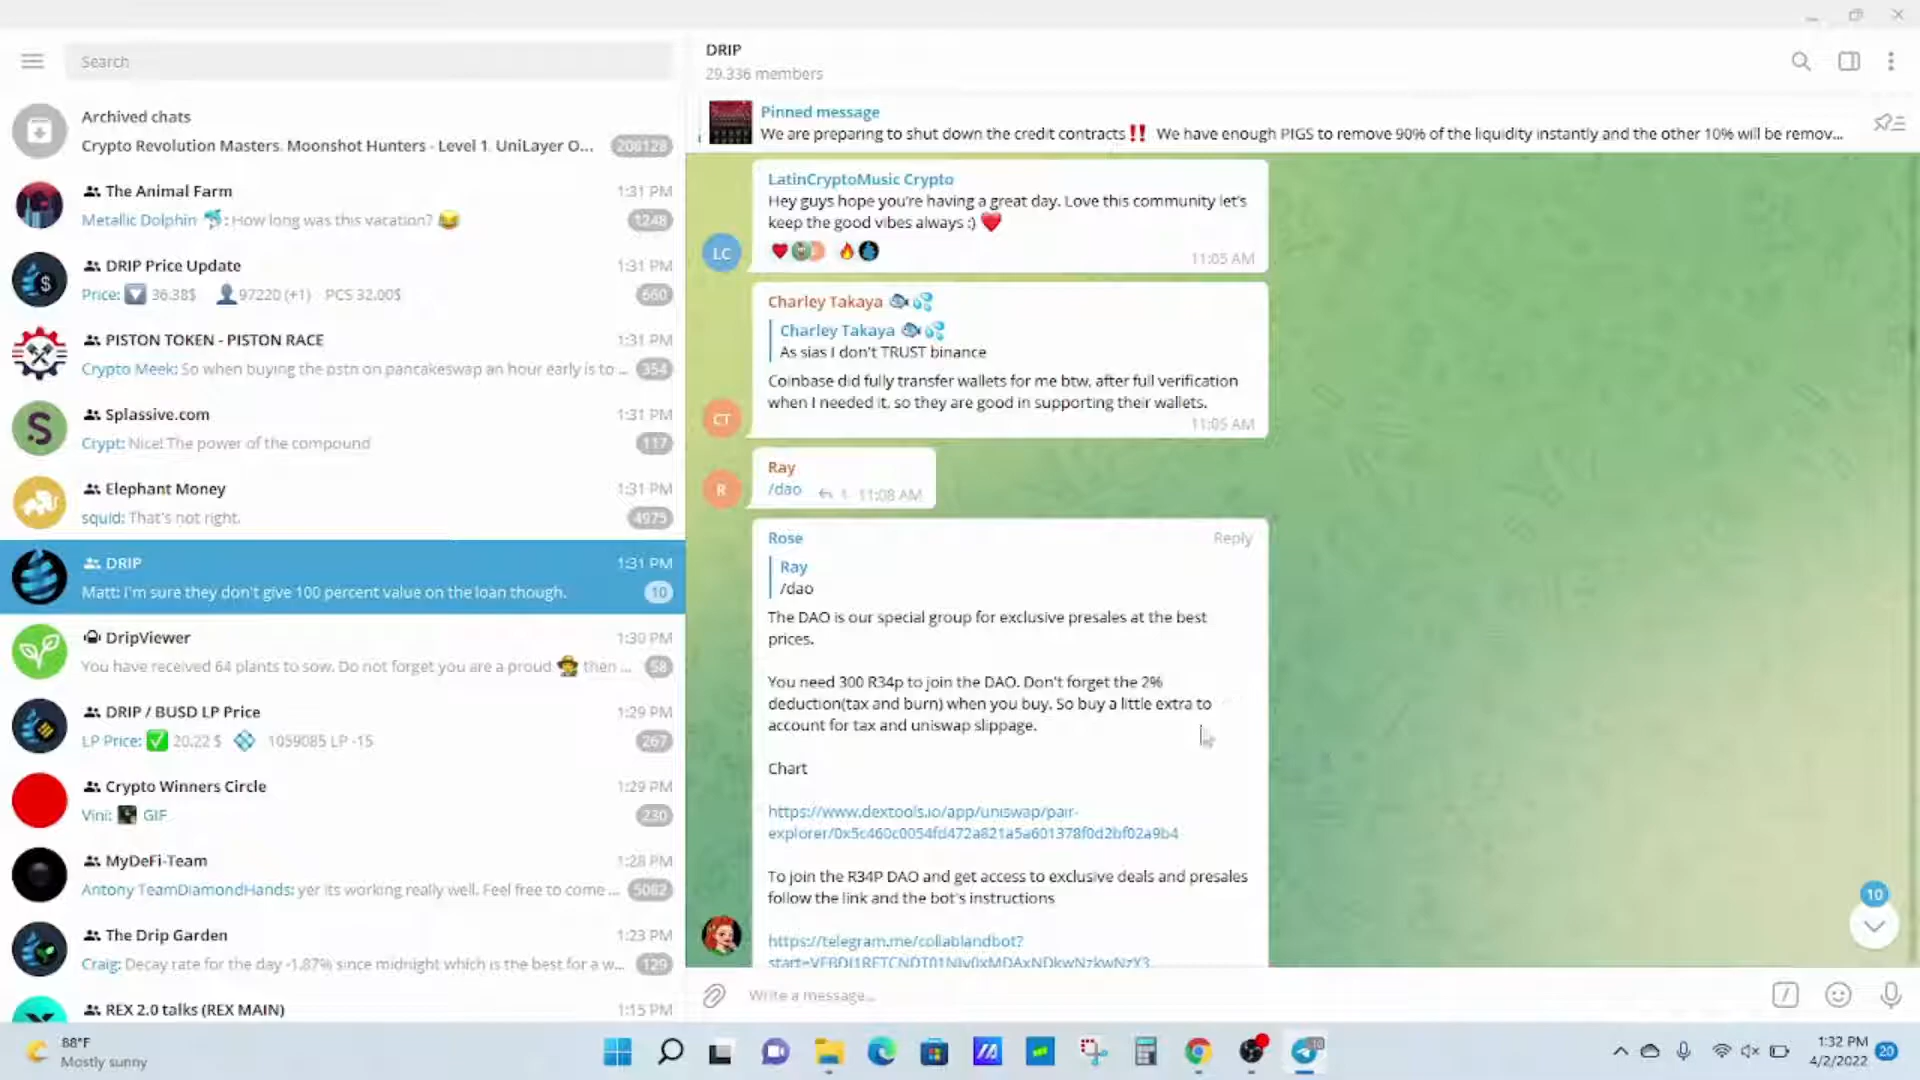 Search
Archived chats
Crypto Revolution Masters, Moonshot Hunters - Level 1, UniLayer O... 206128
The Animal Farm 1:31 PM
Metallic Dolphin 🐬: How long was this vacation? 😂 1248
DRIP Price Update 1:31 PM
Price: 🔽 36.38$ 👤97220 (+1) PCS 32.00$ 660
PISTON TOKEN - PISTON RACE 1:31 PM
Crypto Meek: So when buying the pstn on pancakeswap an hour early is to ... 354
Splassive.com 1:31 PM
Crypt: Nice! The power of the compound 117
Elephant Money 1:31 PM
squid: That's not right. 4975
DRIP 1:31 PM
Matt: I'm sure they don't give 100 percent value on the loan though. 10
DripViewer 1:30 PM
You have received 64 plants to sow. Do not forget you are a proud 🧑‍🌾 then ... 58
DRIP / BUSD LP Price 1:29 PM
LP Price: ✅ 20.22 $ 💠 1059085 LP -15 267
Crypto Winners Circle 1:29 PM
Vini: GIF 230
MyDeFi-Team 1:28 PM
Antony TeamDiamondHands: yer its working really well. Feel free to come ... 5082
The Drip Garden 1:23 PM
Craig: Decay rate for the day -1.87% since midnight which is the best for a w... 129
REX 2.0 talks (REX MAIN) 1:15 PM
DRIP
29,336 members
Pinned message
We are preparing to shut down the credit contracts‼️ We have enough PIGS to remove 90% of the liquidity instantly and the other 10% will be remov...
LatinCryptoMusic Crypto
Hey guys hope you're having a great day. Love this community let's
keep the good vibes always :) ❤️
LC
11:05 AM
Charley Takaya 🐟💦
Charley Takaya 🐟💦
As sias I don't TRUST binance
Coinbase did fully transfer wallets for me btw, after full verification
when I needed it, so they are good in supporting their wallets.
CT
11:05 AM
Ray
R
/dao 1 11:08 AM
Rose Reply
Ray
/dao
The DAO is our special group for exclusive presales at the best
prices.
You need 300 R34p to join the DAO. Don't forget the 2%
deduction(tax and burn) when you buy. So buy a little extra to
account for tax and uniswap slippage.
Chart
https://www.dextools.io/app/uniswap/pair-
explorer/0x5c460c0054fd472a821a5a601378f0d2bf02a9b4
To join the R34P DAO and get access to exclusive deals and presales
follow the link and the bot's instructions
https://telegram.me/collablandbot?
10
Write a message...
88°F
Mostly sunny
10
1:32 PM
4/2/2022
20